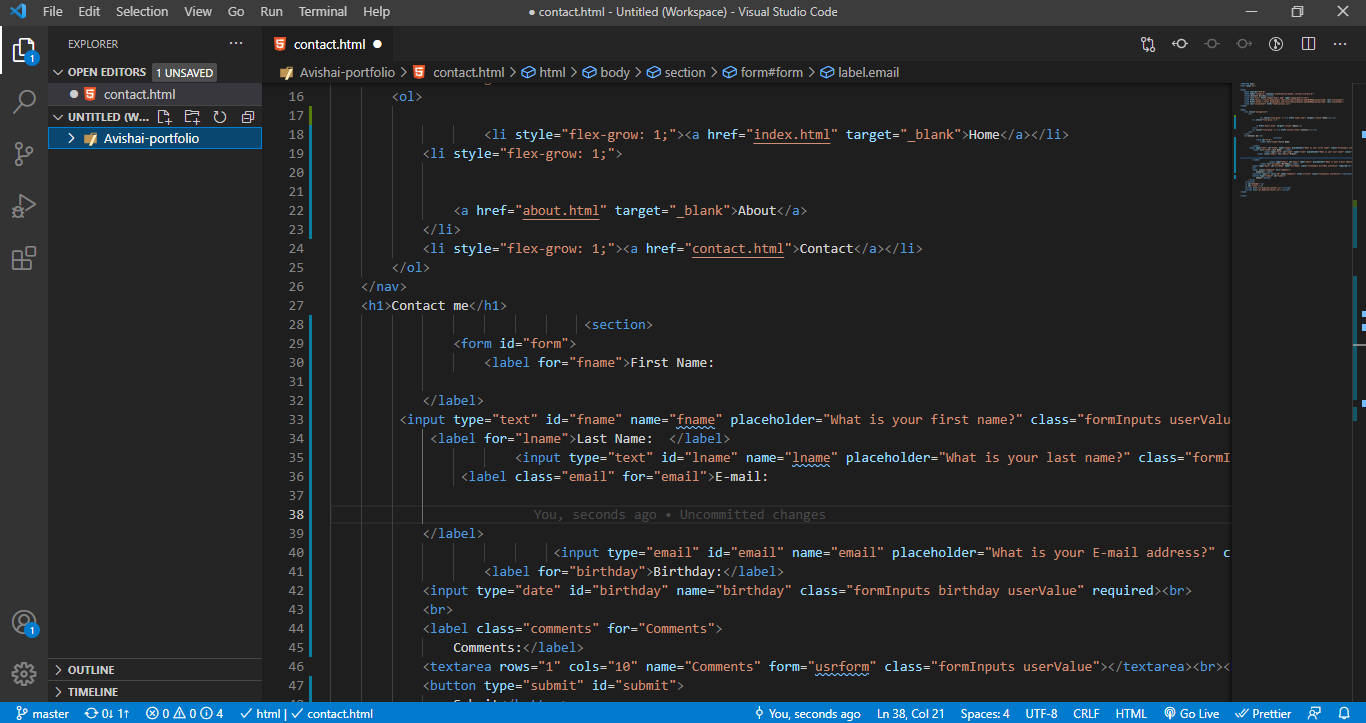 File Edit Selection View Go Run Terminal Help
● contact.html - Untitled (Workspace) - Visual Studio Code
EXPLORER
contact.html
OPEN EDITORS 1 UNSAVED
contact.html
UNTITLED (W...
Avishai-portfolio
OUTLINE
TIMELINE
1
1
Avishai-portfolio > contact.html > html > body > section > form#form > label.email
16 <ol>
17
18 <li style="flex-grow: 1;"><a href="index.html" target="_blank">Home</a></li>
19 <li style="flex-grow: 1;">
20
21
22 <a href="about.html" target="_blank">About</a>
23 </li>
24 <li style="flex-grow: 1;"><a href="contact.html">Contact</a></li>
25 </ol>
26 </nav>
27 <h1>Contact me</h1>
28 <section>
29 <form id="form">
30 <label for="fname">First Name:
31
32 </label>
33 <input type="text" id="fname" name="fname" placeholder="What is your first name?" class="formInputs userValu
34 <label for="lname">Last Name:  </label>
35 <input type="text" id="lname" name="lname" placeholder="What is your last name?" class="formI
36 <label class="email" for="email">E-mail:
37
38 You, seconds ago • Uncommitted changes
39 </label>
40 <input type="email" id="email" name="email" placeholder="What is your E-mail address?" c
41 <label for="birthday">Birthday:</label>
42 <input type="date" id="birthday" name="birthday" class="formInputs birthday userValue" required><br>
43 <br>
44 <label class="comments" for="Comments">
45 Comments:</label>
46 <textarea rows="1" cols="10" name="Comments" form="usrform" class="formInputs userValue"></textarea><br><
47 <button type="submit" id="submit">
master 0↓ 1↑ 0 0 4 html | contact.html You, seconds ago Ln 38, Col 21 Spaces: 4 UTF-8 CRLF HTML Go Live Prettier